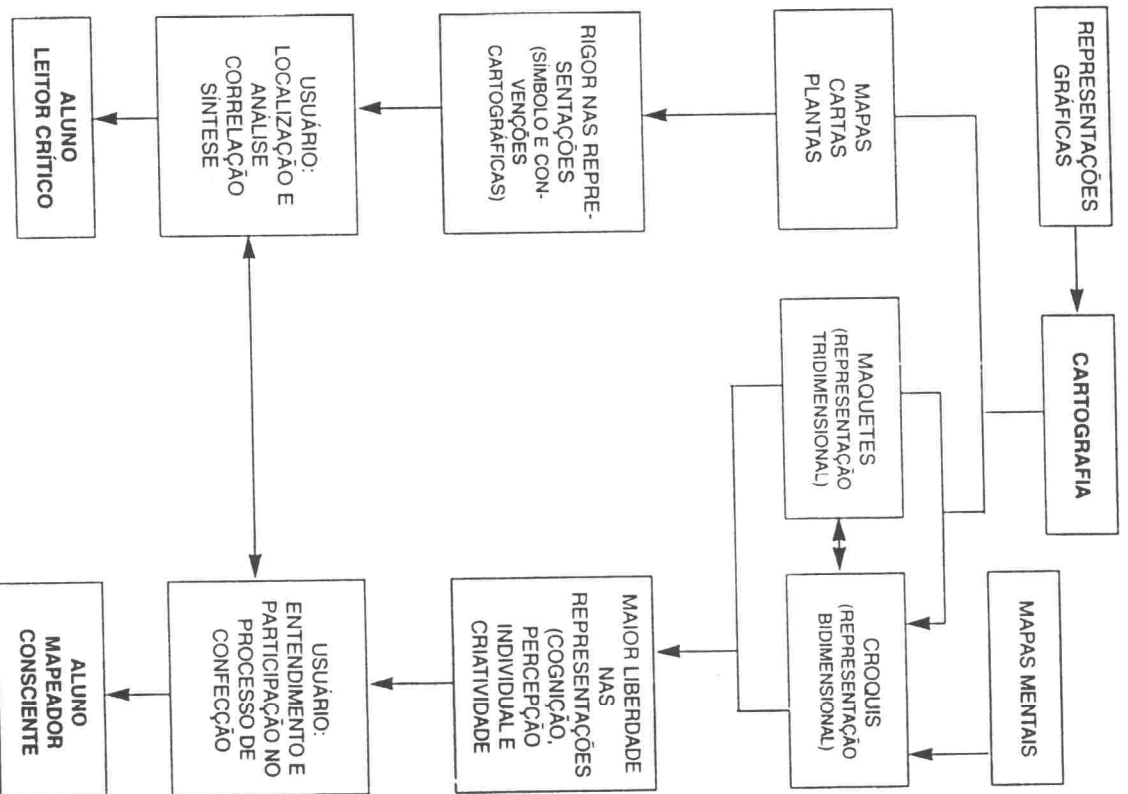 REPRESENTAÇÕES
GRÁFICAS
CARTOGRAFIA
MAPAS MENTAIS
MAPAS
CARTAS
PLANTAS
MAQUETES
(REPRESENTAÇÃO
TRIDIMENSIONAL)
CROQUIS
(REPRESENTAÇÃO
BIDIMENSIONAL)
RIGOR NAS REPRE-
SENTAÇÕES
(SÍMBOLO E CON-
VENÇÕES
CARTOGRÁFICAS)
MAIOR LIBERDADE
NAS
REPRESENTAÇÕES
(COGNIÇÃO,
PERCEPÇÃO
INDIVIDUAL E
CRIATIVIDADE
USUÁRIO:
LOCALIZAÇÃO E
ANÁLISE
CORRELAÇÃO
SÍNTESE
USUÁRIO:
ENTENDIMENTO E
PARTICIPAÇÃO NO
PROCESSO DE
CONFECÇÃO
ALUNO
LEITOR CRÍTICO
ALUNO
MAPEADOR
CONSCIENTE